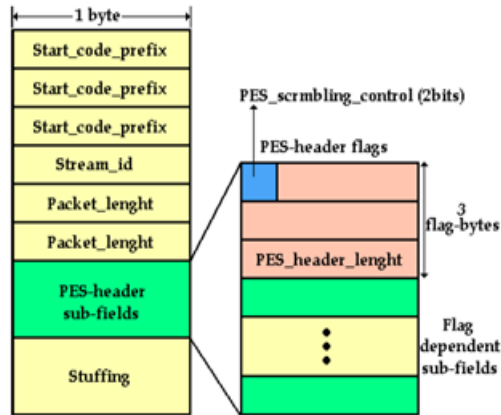 1 byte
Start_code_prefix
Start_code_prefix
Start_code_prefix
Stream_id
Packet_lenght
Packet_lenght
PES-header
sub-fields
Stuffing
PES_scrmbling_control (2bits)
PES-header flags
3
flag-bytes
PES_header_lenght
Flag
dependent
sub-fields